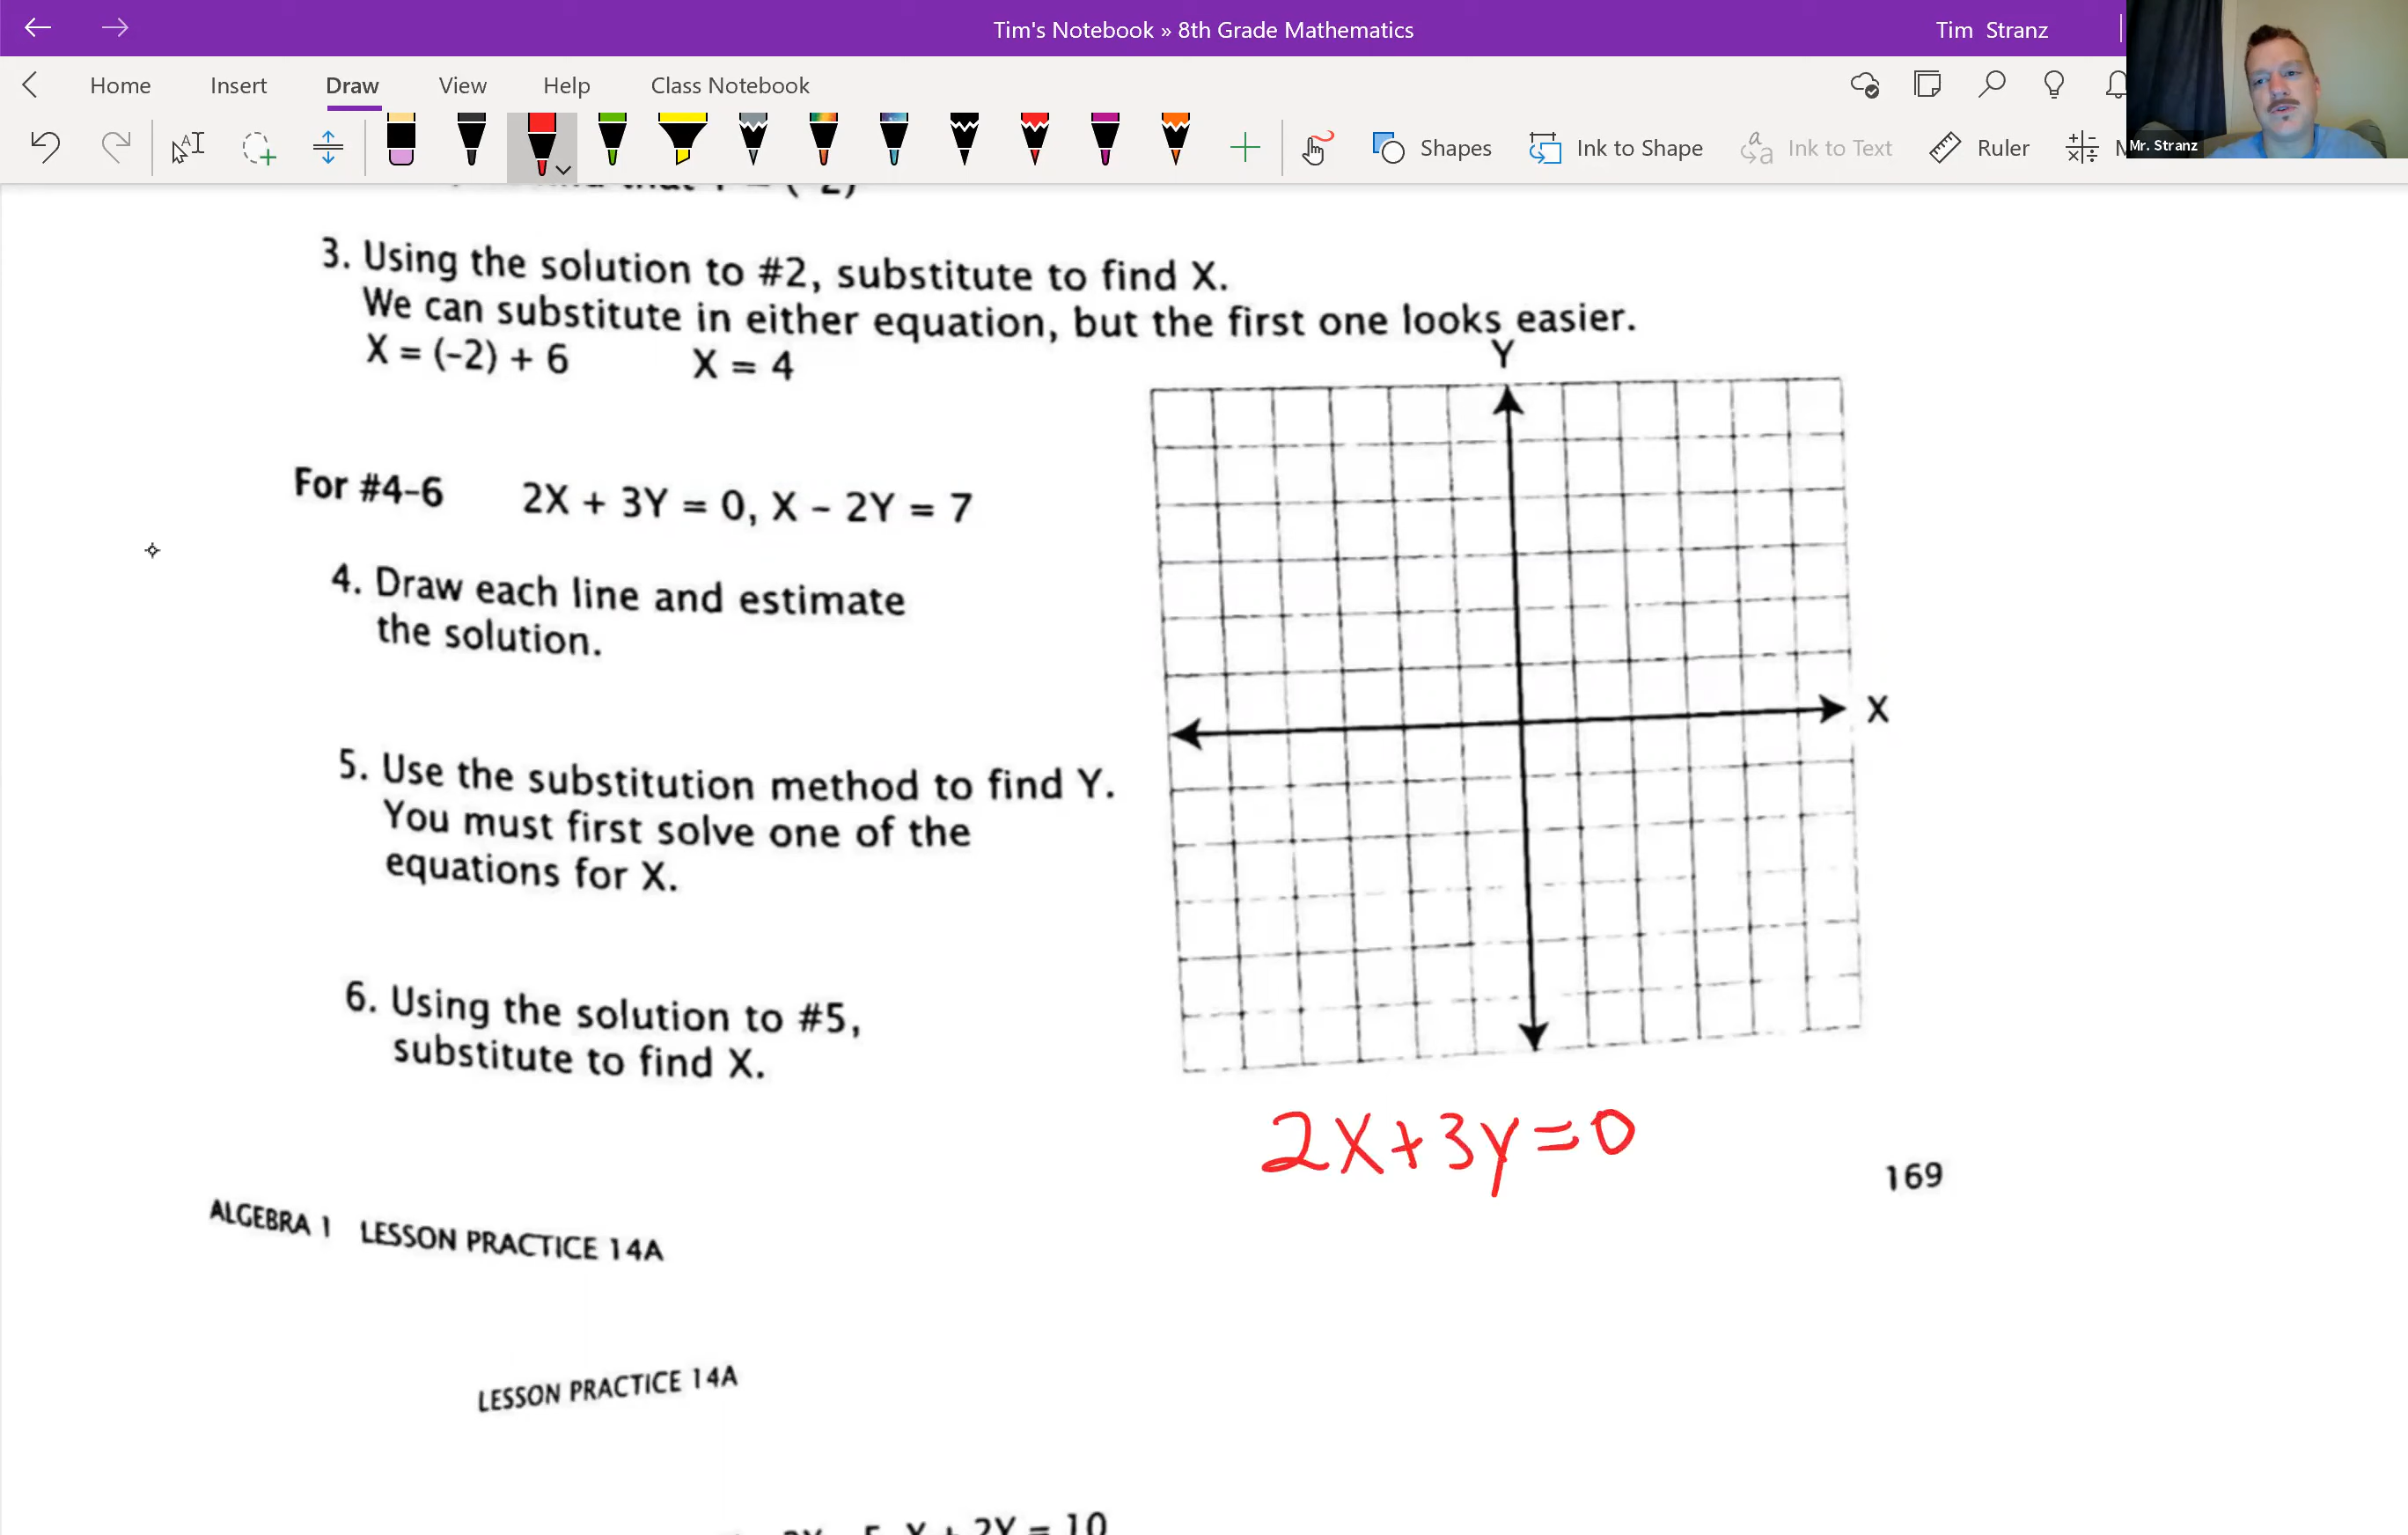 Tim's Notebook » 8th Grade Mathematics
Tim Stranz
Home Insert Draw View Help Class Notebook
Shapes Ink to Shape Ink to Text Ruler
Mr. Stranz
3. Using the solution to #2, substitute to find X.
We can substitute in either equation, but the first one looks easier.
X = (-2) + 6 X = 4
Y
For #4-6 2X + 3Y = 0, X - 2Y = 7
4. Draw each line and estimate
the solution.
X
5. Use the substitution method to find Y.
You must first solve one of the
equations for X.
6. Using the solution to #5,
substitute to find X.
2X+3y=0
169
ALGEBRA 1 LESSON PRACTICE 14A
LESSON PRACTICE 14A
X + 2Y = 10